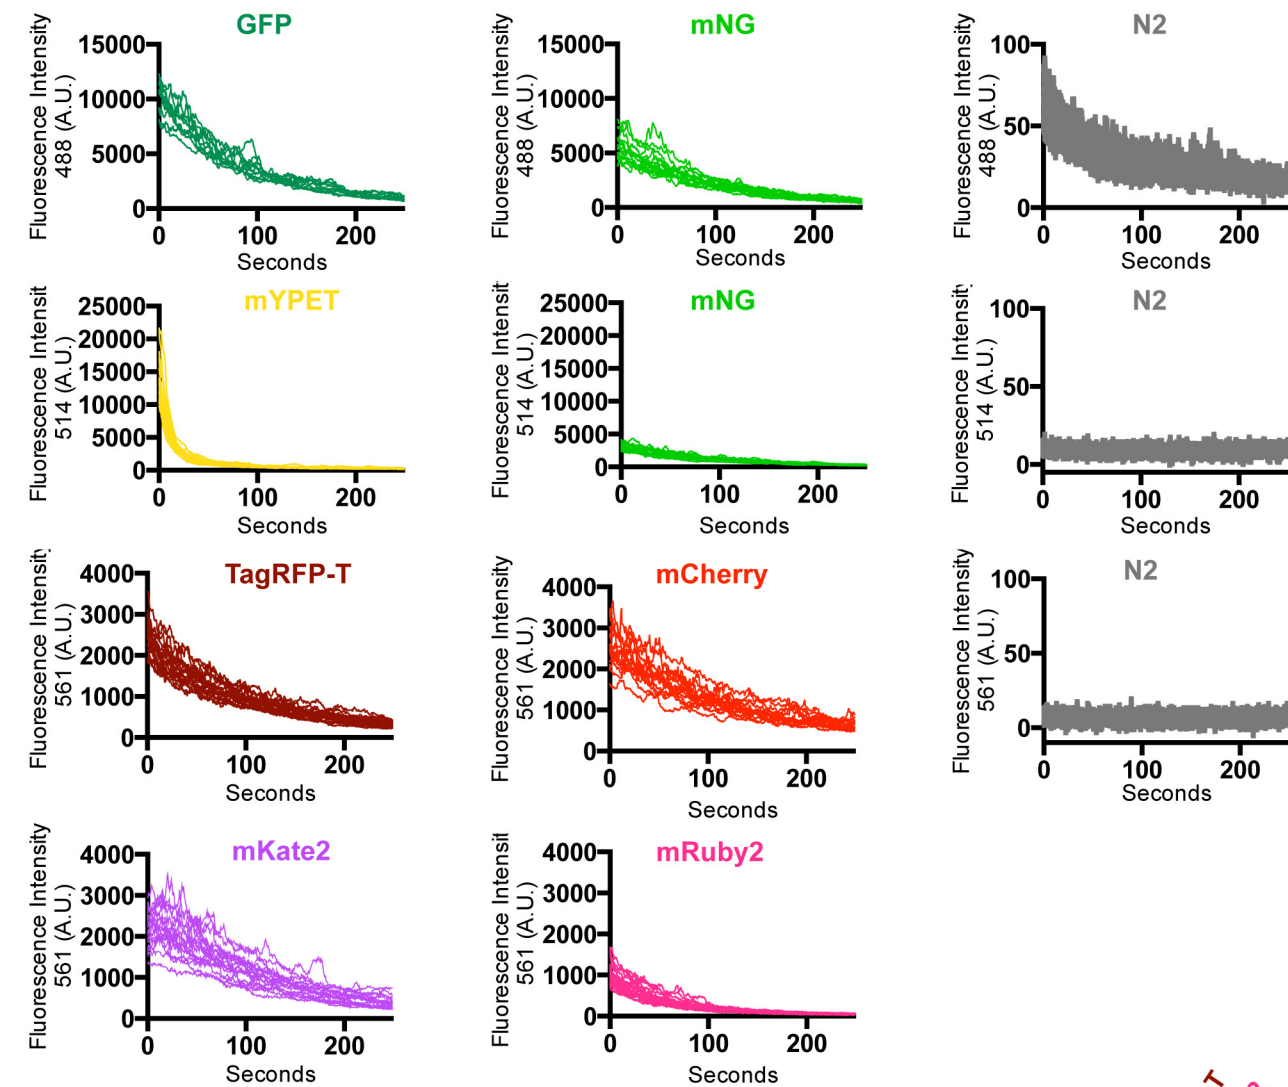 GFP
Fluorescence Intensity
488 (A.U.)
15000
10000
5000
0
0 100 200
Seconds
mNG
Fluorescence Intensity
488 (A.U.)
15000
10000
5000
0
0 100 200
Seconds
N2
Fluorescence Intensity
488 (A.U.)
100
50
0
0 100 200
Seconds
mYPET
Fluorescence Intensit
514 (A.U.)
25000
20000
15000
10000
5000
0
0 100 200
Seconds
mNG
Fluorescence Intensit
514 (A.U.)
25000
20000
15000
10000
5000
0
0 100 200
Seconds
N2
Fluorescence Intensity
514 (A.U.)
100
50
0
0 100 200
Seconds
TagRFP-T
Fluorescence Intensity
561 (A.U.)
4000
3000
2000
1000
0
0 100 200
Seconds
mCherry
Fluorescence Intensity
561 (A.U.)
4000
3000
2000
1000
0
0 100 200
Seconds
N2
Fluorescence Intensity
561 (A.U.)
100
50
0
0 100 200
Seconds
mKate2
Fluorescence Intensity
561 (A.U.)
4000
3000
2000
1000
0
0 100 200
Seconds
mRuby2
Fluorescence Intensit
561 (A.U.)
4000
3000
2000
1000
0
0 100 200
Seconds
T